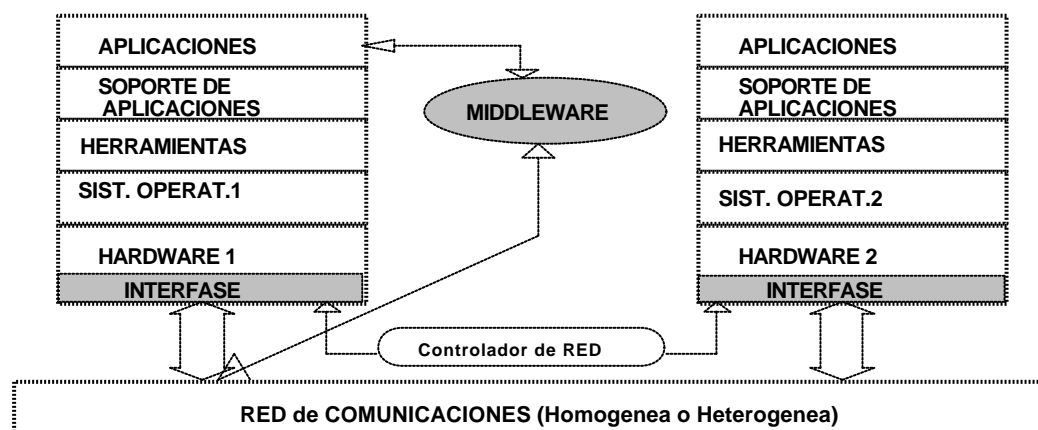 APLICACIONES
SOPORTE DE
APLICACIONES
HERRAMIENTAS
SIST. OPERAT.1
HARDWARE 1
INTERFASE
MIDDLEWARE
Controlador de RED
APLICACIONES
SOPORTE DE
APLICACIONES
HERRAMIENTAS
SIST. OPERAT.2
HARDWARE 2
INTERFASE
RED de COMUNICACIONES (Homogenea o Heterogenea)